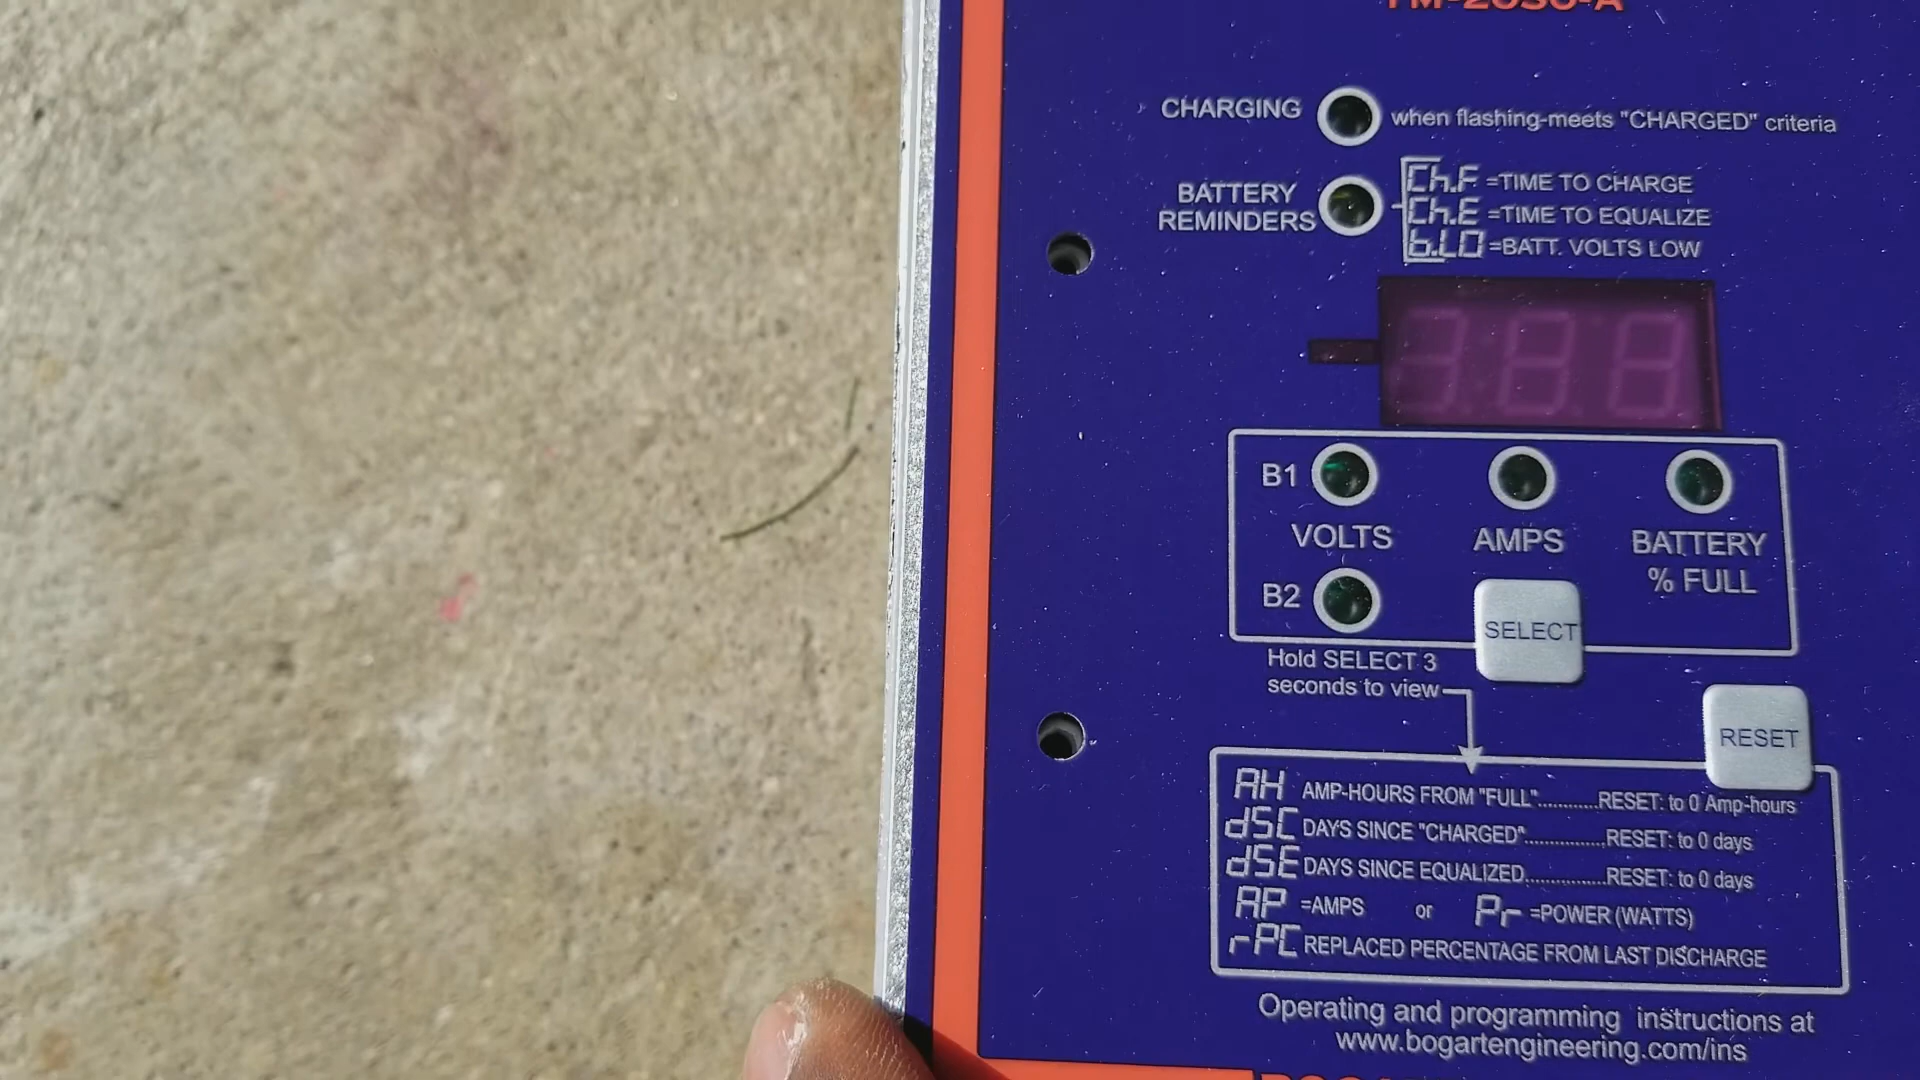 TM-2030-A
CHARGING when flashing-meets "CHARGED" criteria
BATTERY
REMINDERS
Ch.F =TIME TO CHARGE
Ch.E =TIME TO EQUALIZE
b.LO =BATT. VOLTS LOW
B1
VOLTS AMPS BATTERY
% FULL
B2
SELECT
Hold SELECT 3
seconds to view
RESET
AH AMP-HOURS FROM "FULL"............RESET: to 0 Amp-hours
dSC DAYS SINCE "CHARGED"................RESET: to 0 days
dSE DAYS SINCE EQUALIZED................RESET: to 0 days
AP =AMPS or Pr =POWER (WATTS)
rPC REPLACED PERCENTAGE FROM LAST DISCHARGE
Operating and programming instructions at
www.bogartengineering.com/ins